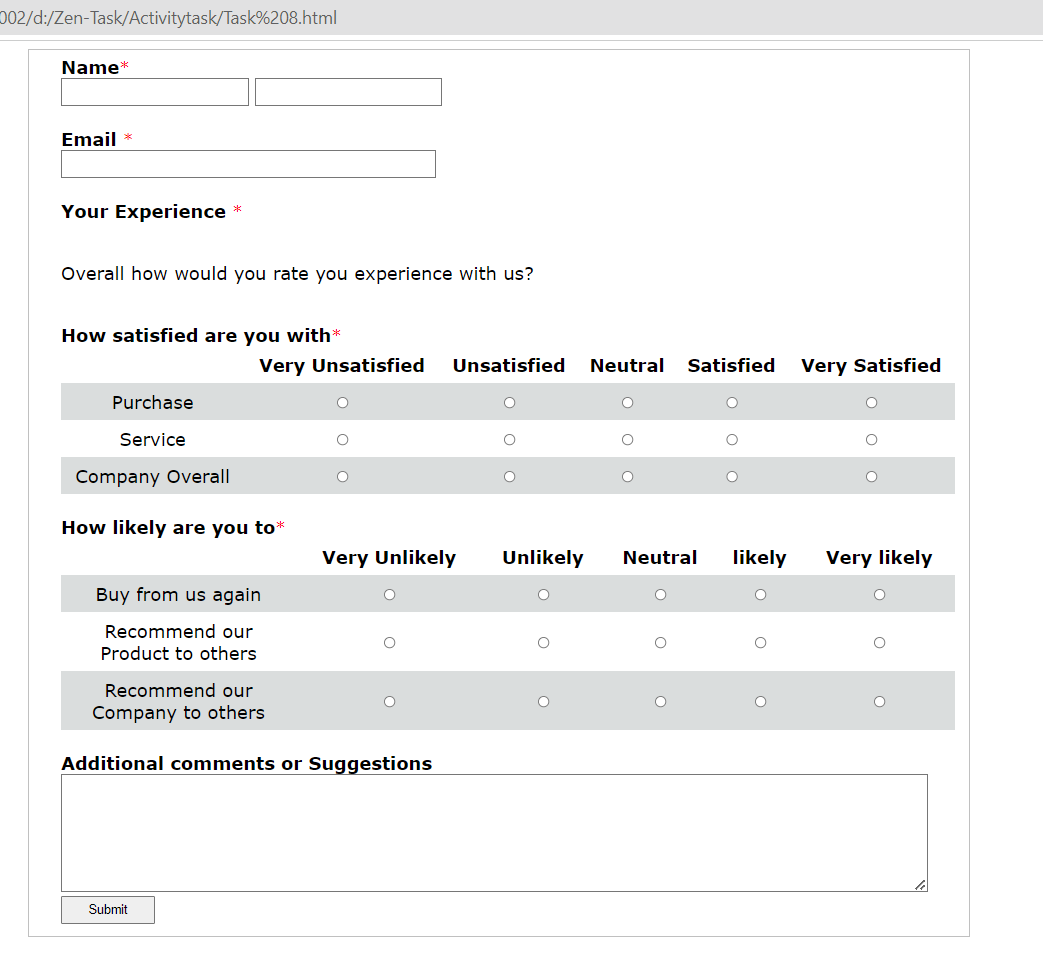 002/d:/Zen-Task/Activitytask/Task%208.html
Name*
Email *
Your Experience *
Overall how would you rate you experience with us?
How satisfied are you with*
Very Unsatisfied Unsatisfied Neutral Satisfied Very Satisfied
Purchase
Service
Company Overall
How likely are you to*
Very Unlikely Unlikely Neutral likely Very likely
Buy from us again
Recommend our
Product to others
Recommend our
Company to others
Additional comments or Suggestions
Submit